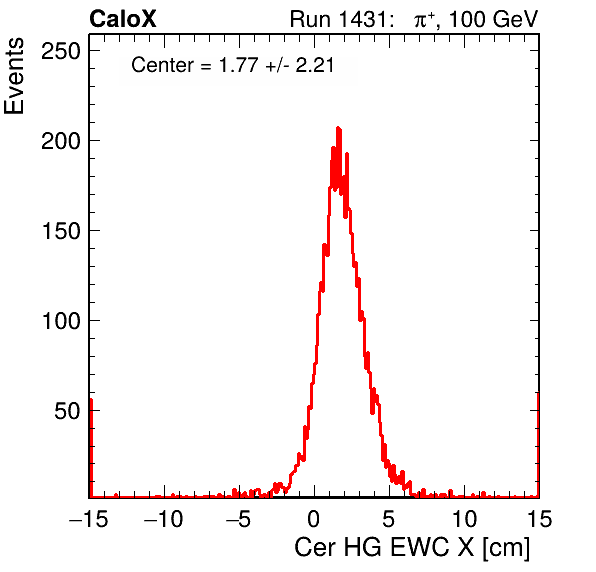 CaloX Run 1431: π⁺, 100 GeV
Events
Center = 1.77 +/- 2.21
250
200
150
100
50
−15 −10 −5 0 5 10 15
Cer HG EWC X [cm]